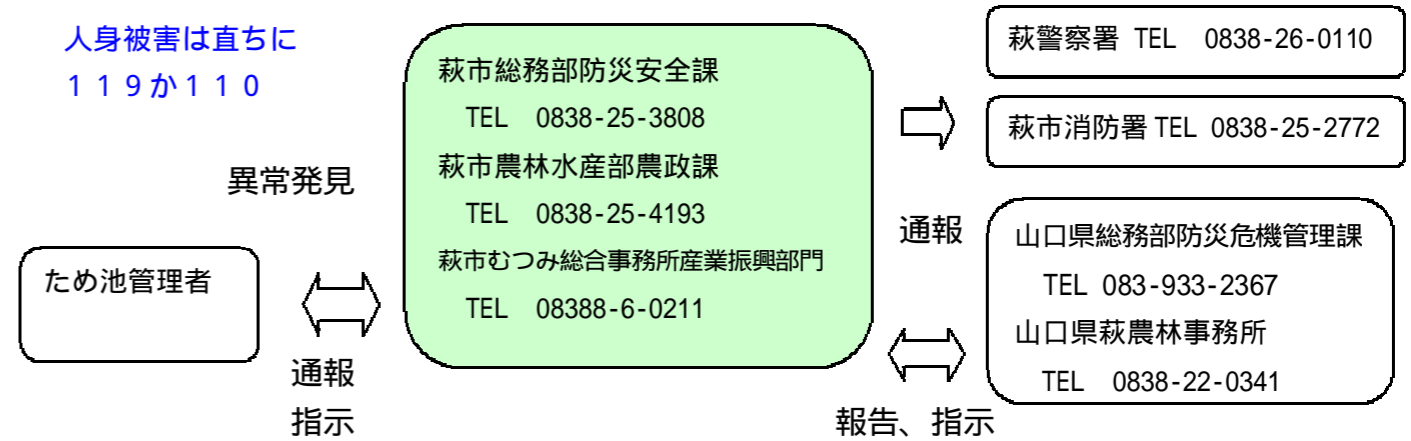 人身被害は直ちに
119か110
異常発見
ため池管理者
通報
指示
萩市総務部防災安全課
TEL 0838-25-3808
萩市農林水産部農政課
TEL 0838-25-4193
萩市むつみ総合事務所産業振興部門
TEL 08388-6-0211
通報
報告、指示
萩警察署 TEL 0838-26-0110
萩市消防署 TEL 0838-25-2772
山口県総務部防災危機管理課
TEL 083-933-2367
山口県萩農林事務所
TEL 0838-22-0341